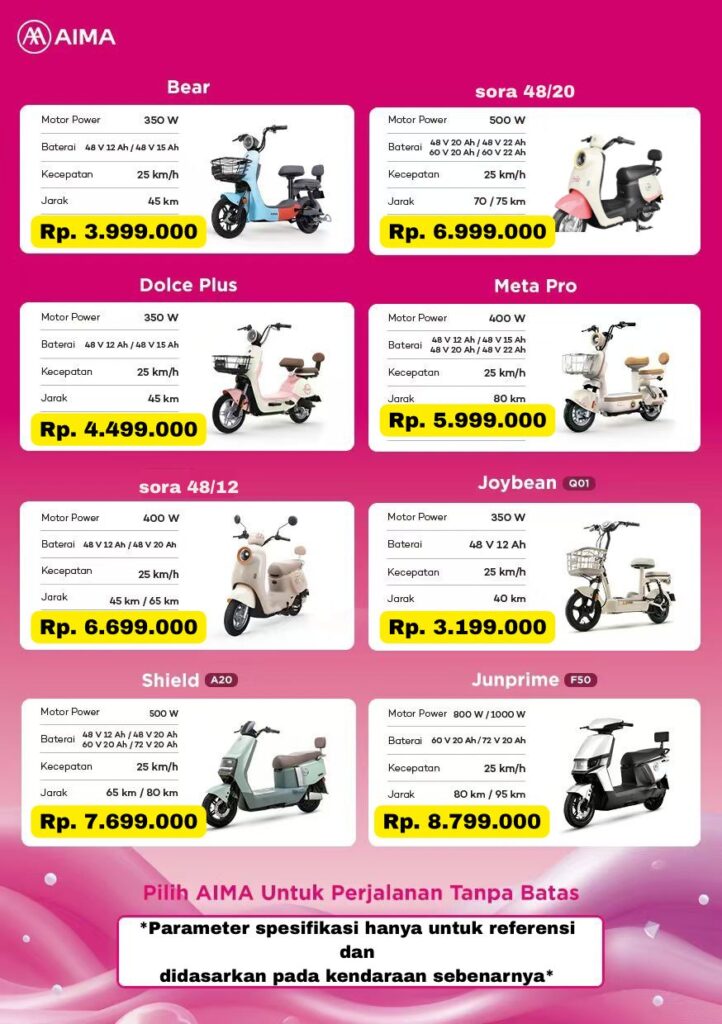 AIMA
Bear
Motor Power 350 W
Baterai 48 V 12 Ah / 48 V 15 Ah
Kecepatan 25 km/h
Jarak 45 km
Rp. 3.999.000
sora 48/20
Motor Power 500 W
Baterai 48 V 20 Ah / 48 V 22 Ah
60 V 20 Ah / 60 V 22 Ah
Kecepatan 25 km/h
Jarak 70 / 75 km
Rp. 6.999.000
Dolce Plus
Motor Power 350 W
Baterai 48 V 12 Ah / 48 V 15 Ah
Kecepatan 25 km/h
Jarak 45 km
Rp. 4.499.000
Meta Pro
Motor Power 400 W
Baterai 48 V 12 Ah / 48 V 15 Ah
48 V 20 Ah / 48 V 22 Ah
Kecepatan 25 km/h
Jarak 80 km
Rp. 5.999.000
sora 48/12
Motor Power 400 W
Baterai 48 V 12 Ah / 48 V 20 Ah
Kecepatan 25 km/h
Jarak 45 km / 65 km
Rp. 6.699.000
Joybean Q01
Motor Power 350 W
Baterai 48 V 12 Ah
Kecepatan 25 km/h
Jarak 40 km
Rp. 3.199.000
Shield A20
Motor Power 500 W
Baterai 48 V 12 Ah / 48 V 20 Ah
60 V 20 Ah / 72 V 20 Ah
Kecepatan 25 km/h
Jarak 65 km / 80 km
Rp. 7.699.000
Junprime F50
Motor Power 800 W / 1000 W
Baterai 60 V 20 Ah / 72 V 20 Ah
Kecepatan 25 km/h
Jarak 80 km / 95 km
Rp. 8.799.000
Pilih AIMA Untuk Perjalanan Tanpa Batas
*Parameter spesifikasi hanya untuk referensi
dan
didasarkan pada kendaraan sebenarnya*